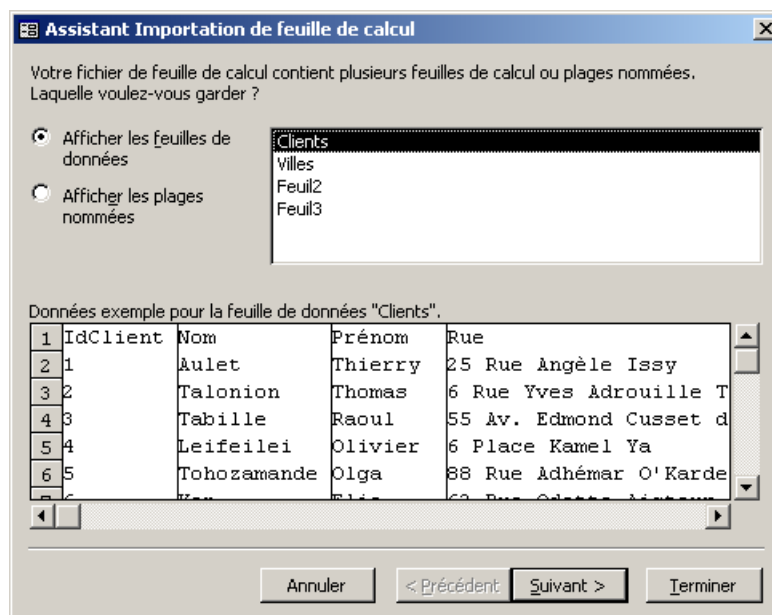 Assistant Importation de feuille de calcul
Votre fichier de feuille de calcul contient plusieurs feuilles de calcul ou plages nommées.
Laquelle voulez-vous garder ?
Afficher les feuilles de
données
Afficher les plages
nommées
Clients
Villes
Feuil2
Feuil3
Données exemple pour la feuille de données "Clients".
1 IdClient Nom Prénom Rue
2 1 Aulet Thierry 25 Rue Angèle Issy
3 2 Talonion Thomas 6 Rue Yves Adrouille T
4 3 Tabille Raoul 55 Av. Edmond Cusset d
5 4 Leifeilei Olivier 6 Place Kamel Ya
6 5 Tohozamande Olga 88 Rue Adhémar O'Karde
Annuler < Précédent Suivant > Terminer